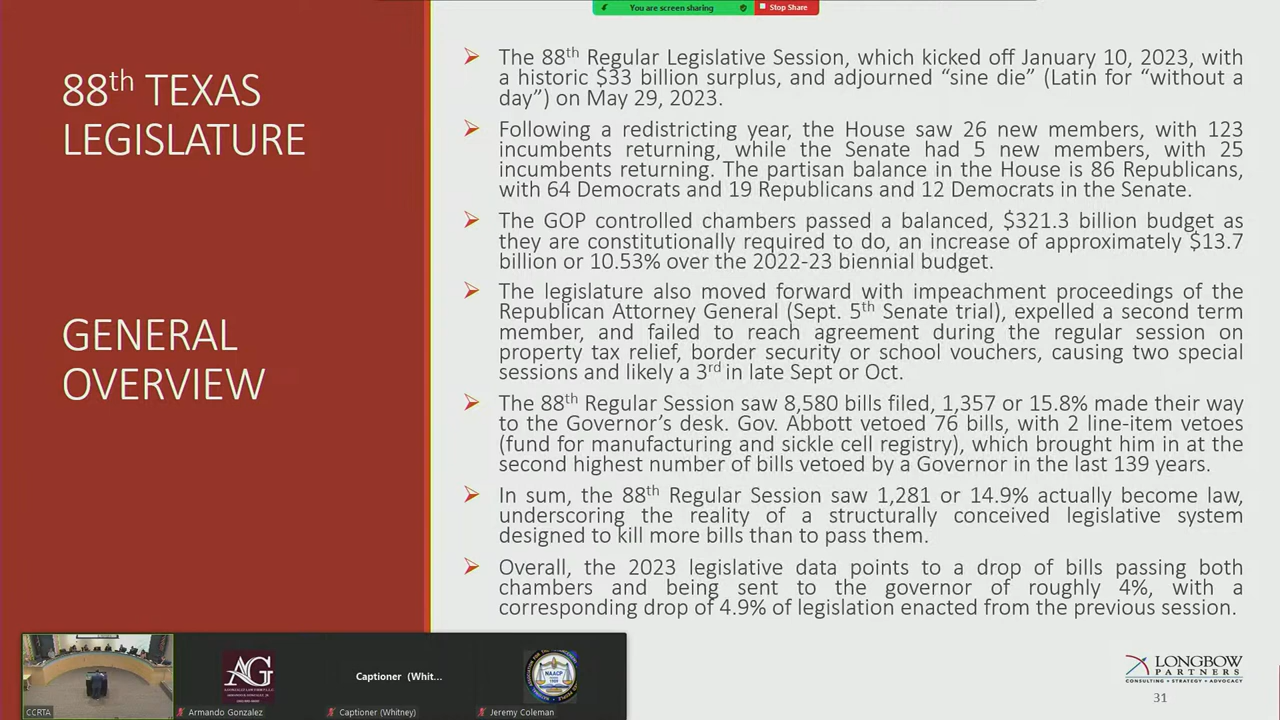 You are screen sharing
Stop Share
88th TEXAS
LEGISLATURE
GENERAL
OVERVIEW
The 88th Regular Legislative Session, which kicked off January 10, 2023, with
a historic $33 billion surplus, and adjourned “sine die” (Latin for “without a
day”) on May 29, 2023.
Following a redistricting year, the House saw 26 new members, with 123
incumbents returning, while the Senate had 5 new members, with 25
incumbents returning. The partisan balance in the House is 86 Republicans,
with 64 Democrats and 19 Republicans and 12 Democrats in the Senate.
The GOP controlled chambers passed a balanced, $321.3 billion budget as
they are constitutionally required to do, an increase of approximately $13.7
billion or 10.53% over the 2022-23 biennial budget.
The legislature also moved forward with impeachment proceedings of the
Republican Attorney General (Sept. 5th Senate trial), expelled a second term
member, and failed to reach agreement during the regular session on
property tax relief, border security or school vouchers, causing two special
sessions and likely a 3rd in late Sept or Oct.
The 88th Regular Session saw 8,580 bills filed, 1,357 or 15.8% made their way
to the Governor’s desk. Gov. Abbott vetoed 76 bills, with 2 line-item vetoes
(fund for manufacturing and sickle cell registry), which brought him in at the
second highest number of bills vetoed by a Governor in the last 139 years.
In sum, the 88th Regular Session saw 1,281 or 14.9% actually become law,
underscoring the reality of a structurally conceived legislative system
designed to kill more bills than to pass them.
Overall, the 2023 legislative data points to a drop of bills passing both
chambers and being sent to the governor of roughly 4%, with a
corresponding drop of 4.9% of legislation enacted from the previous session.
CCRTA
AG
Armando Gonzalez
Captioner (Whit...
Captioner (Whitney)
NAACP
Jeremy Coleman
LONGBOW
PARTNERS
CONSULTING • STRATEGY • ADVOCACY
31